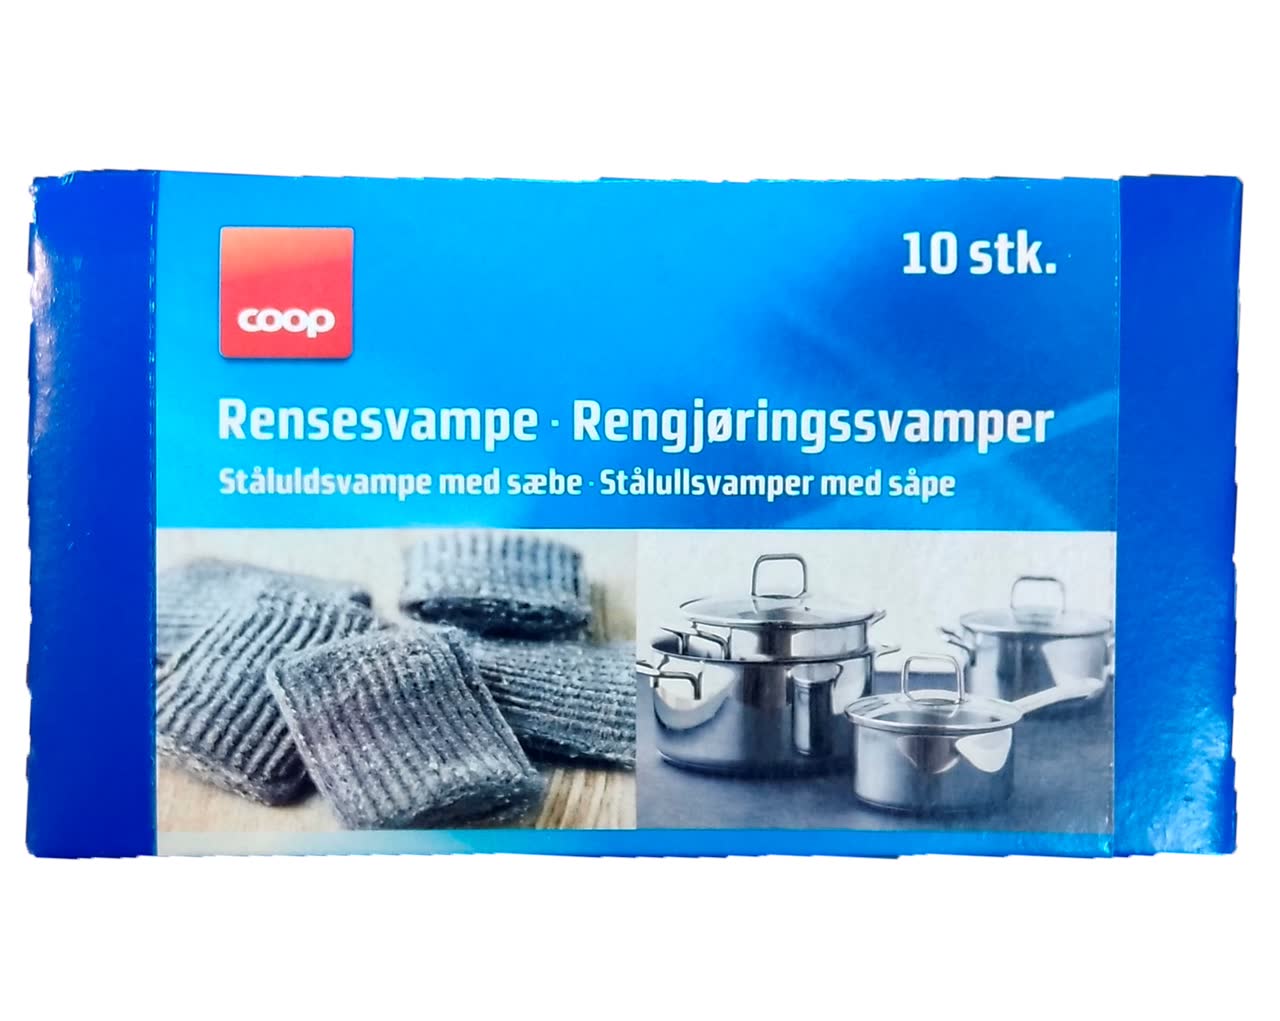 10 stk.
coop
Rensesvampe · Rengjøringssvamper
Ståluldsvampe med sæbe · Stålullsvamper med såpe